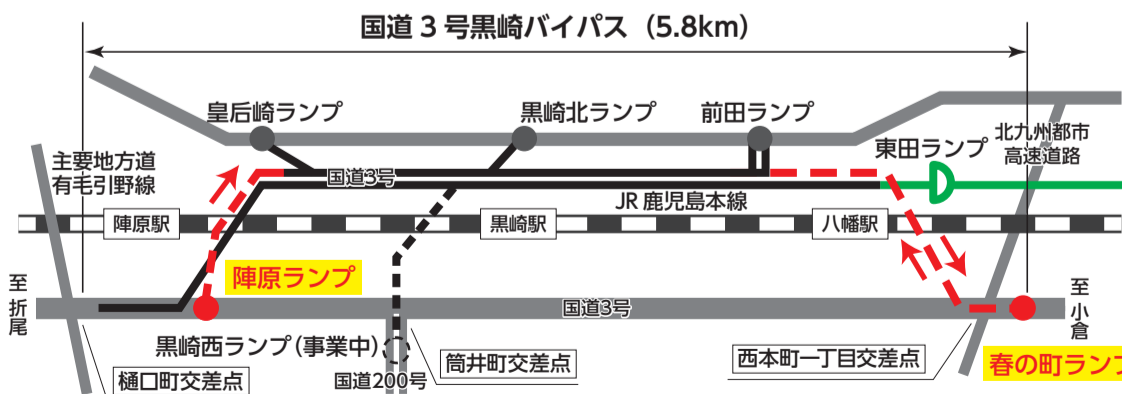 国道3号黒崎バイパス（5.8km）
皇后崎ランプ
黒崎北ランプ
前田ランプ
北九州都市
高速道路
東田ランプ
主要地方道
有毛引野線
国道3号
JR 鹿児島本線
陣原駅
黒崎駅
八幡駅
陣原ランプ
至
折尾
国道3号
至
小倉
黒崎西ランプ（事業中）
筒井町交差点
西本町一丁目交差点
春の町ランプ
樋口町交差点
国道200号